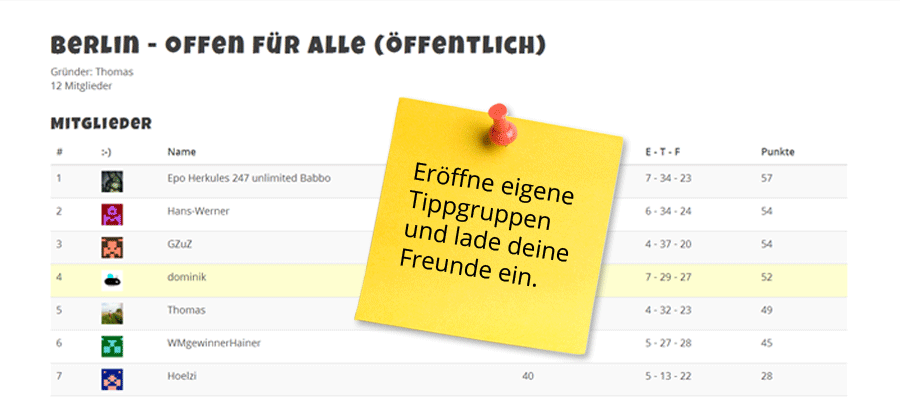 Berlin - offen für alle (öffentlich)
Gründer: Thomas
12 Mitglieder
Mitglieder
# :-) Name E - T - F Punkte
1 Epo Herkules 247 unlimited Babbo 7 - 34 - 23 57
2 Hans-Werner 6 - 34 - 24 54
3 GZuZ 4 - 37 - 20 54
4 dominik 7 - 29 - 27 52
5 Thomas 4 - 32 - 23 49
6 WMgewinnerHainer 5 - 27 - 28 45
7 Hoelzi 40 5 - 13 - 22 28
Eröffne eigene
Tippgruppen
und lade deine
Freunde ein.